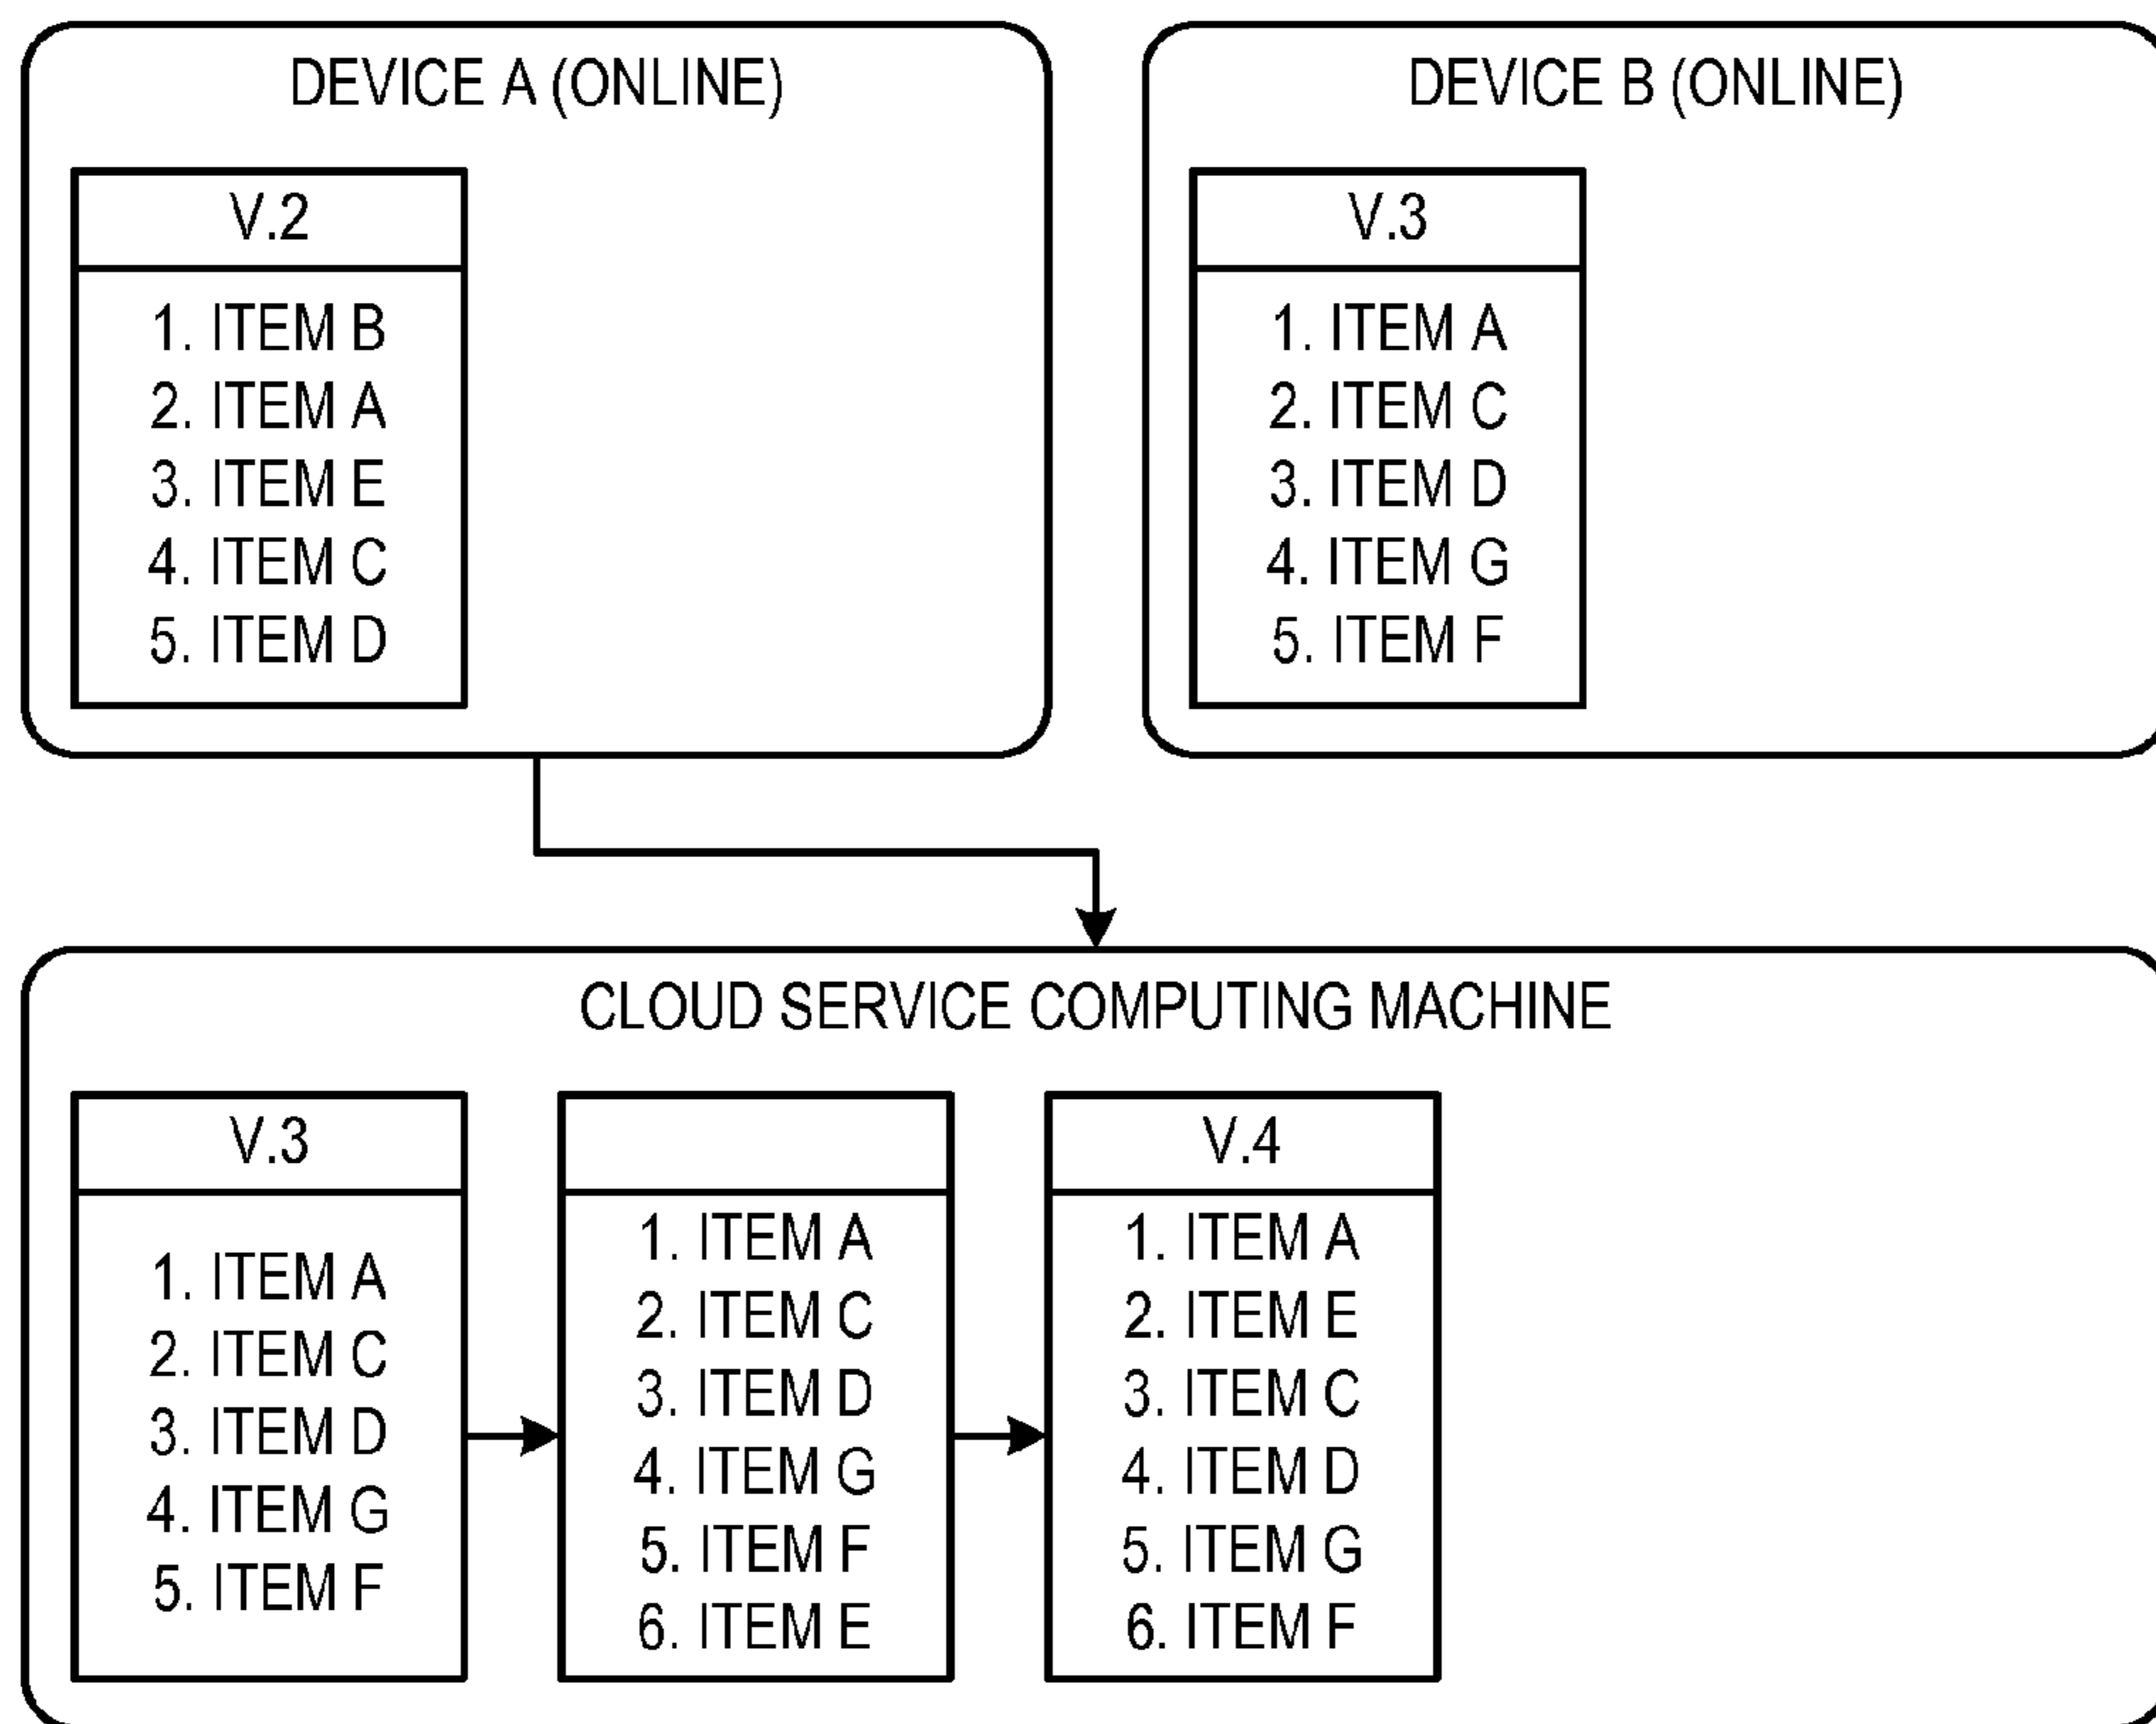 DEVICE A (ONLINE)
V.2
1. ITEM B
2. ITEM A
3. ITEM E
4. ITEM C
5. ITEM D
DEVICE B (ONLINE)
V.3
1. ITEM A
2. ITEM C
3. ITEM D
4. ITEM G
5. ITEM F
CLOUD SERVICE COMPUTING MACHINE
V.3
1. ITEM A
2. ITEM C
3. ITEM D
4. ITEM G
5. ITEM F
1. ITEM A
2. ITEM C
3. ITEM D
4. ITEM G
5. ITEM F
6. ITEM E
V.4
1. ITEM A
2. ITEM E
3. ITEM C
4. ITEM D
5. ITEM G
6. ITEM F